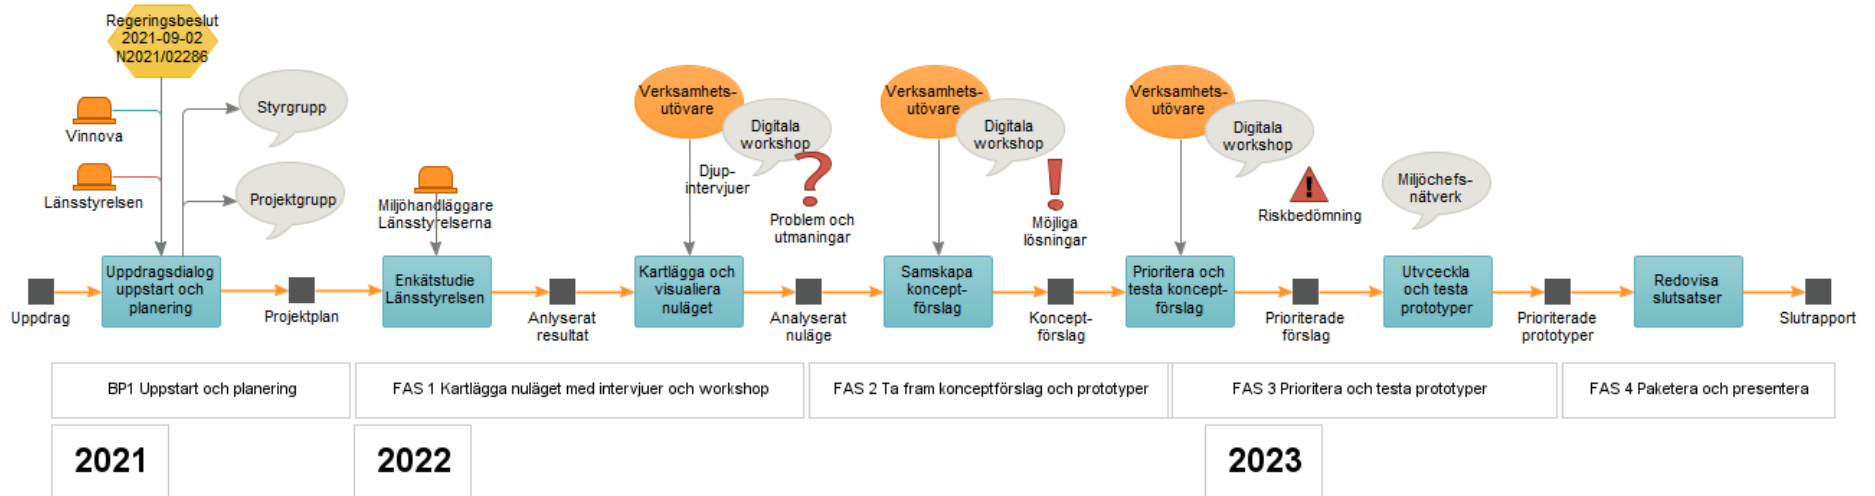 Regeringsbeslut
2021-09-02
N2021/02286
Vinnova
Länsstyrelsen
Styrgrupp
Projektgrupp
Miljöhandläggare
Länsstyrelserna
Verksamhets-
utövare
Digitala
workshop
Djup-
intervjuer
Problem och
utmaningar
Verksamhets-
utövare
Digitala
workshop
Möjliga
lösningar
Verksamhets-
utövare
Digitala
workshop
Riskbedömning
Miljöchefs-
nätverk
Uppdrag
Uppdragsdialog
uppstart och
planering
Projektplan
Enkätstudie
Länsstyrelsen
Anlyserat
resultat
Kartlägga och
visualiera
nuläget
Analyserat
nuläge
Samskapa
koncept-
förslag
Koncept-
förslag
Prioritera och
testa koncept-
förslag
Prioriterade
förslag
Utvceckla
och testa
prototyper
Prioriterade
prototyper
Redovisa
slutsatser
Slutrapport
BP1 Uppstart och planering
FAS 1 Kartlägga nuläget med intervjuer och workshop
FAS 2 Ta fram konceptförslag och prototyper
FAS 3 Prioritera och testa prototyper
FAS 4 Paketera och presentera
2021
2022
2023